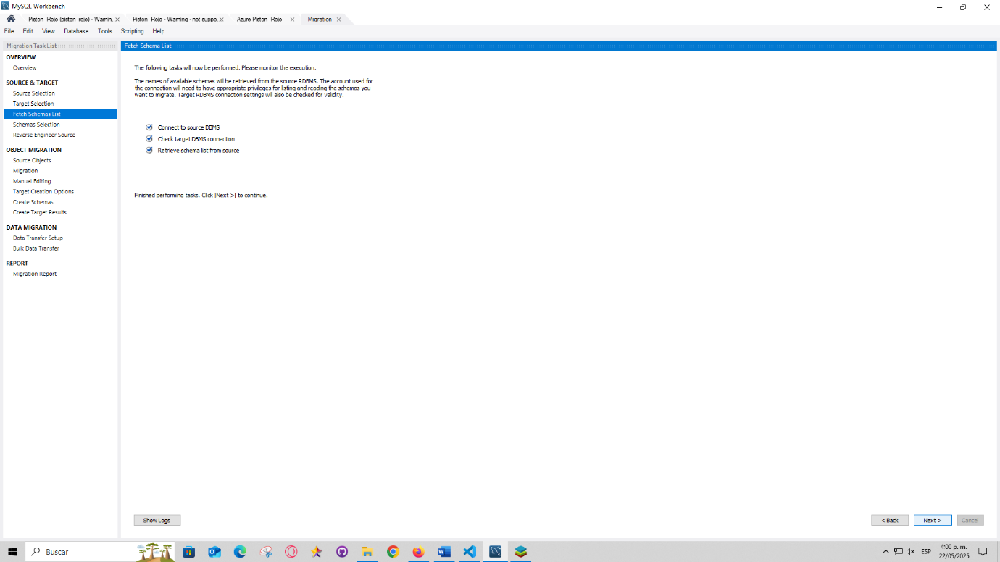 MySQL Workbench
Piston_Rojo (piston_rojo) - Warnin...
Piston_Rojo - Warning - not suppo...
Azure Piston_Rojo
Migration
File Edit View Database Tools Scripting Help
Migration Task List
OVERVIEW
Overview
SOURCE & TARGET
Source Selection
Target Selection
Fetch Schemas List
Schemas Selection
Reverse Engineer Source
OBJECT MIGRATION
Source Objects
Migration
Manual Editing
Target Creation Options
Create Schemas
Create Target Results
DATA MIGRATION
Data Transfer Setup
Bulk Data Transfer
REPORT
Migration Report
Fetch Schema List
The following tasks will now be performed. Please monitor the execution.
The names of available schemas will be retrieved from the source RDBMS. The account used for
the connection will need to have appropriate privileges for listing and reading the schemas you
want to migrate. Target RDBMS connection settings will also be checked for validity.
Connect to source DBMS
Check target DBMS connection
Retrieve schema list from source
Finished performing tasks. Click [Next >] to continue.
Show Logs
< Back
Next >
Cancel
Buscar
ESP
4:00 p. m.
22/05/2025